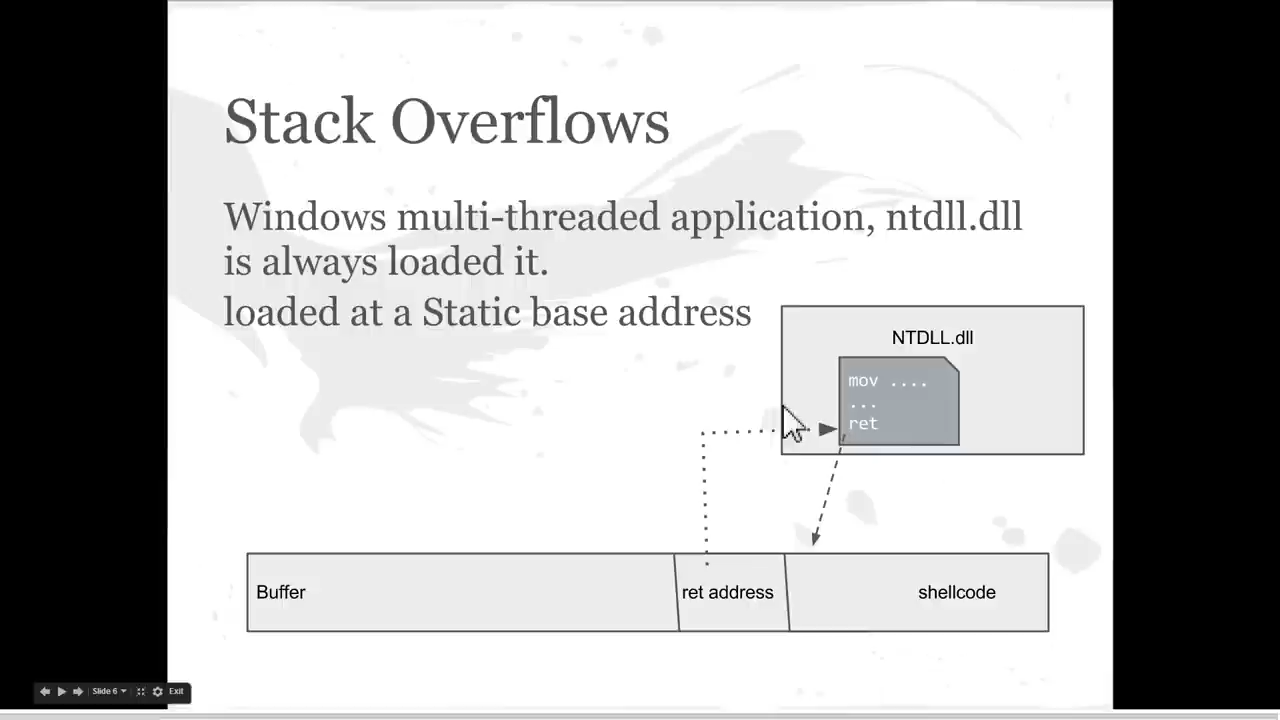 Stack Overflows
Windows multi-threaded application, ntdll.dll
is always loaded it.
loaded at a Static base address
NTDLL.dll
mov ....
...
ret
Buffer
ret address
shellcode
Slide 6
Exit